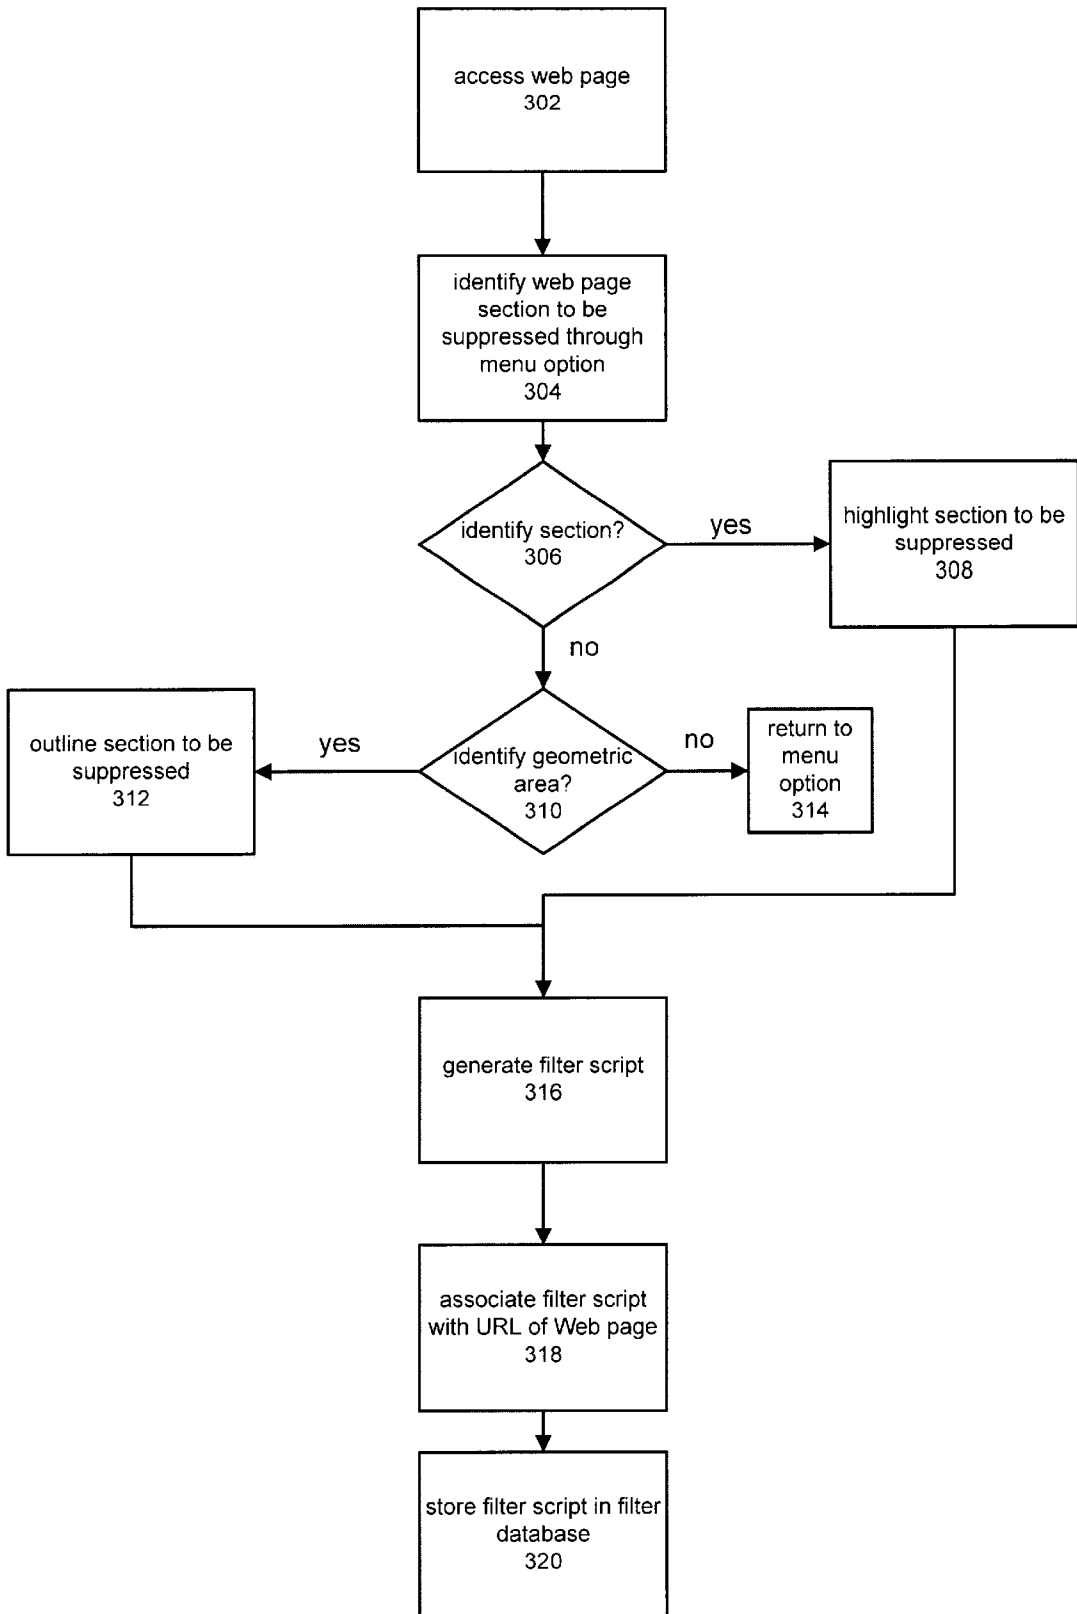 access web page
302
identify web page
section to be
suppressed through
menu option
304
identify section?
306
yes
highlight section to be
suppressed
308
no
outline section to be
suppressed
312
yes
identify geometric
area?
310
no
return to
menu
option
314
generate filter script
316
associate filter script
with URL of Web page
318
store filter script in filter
database
320